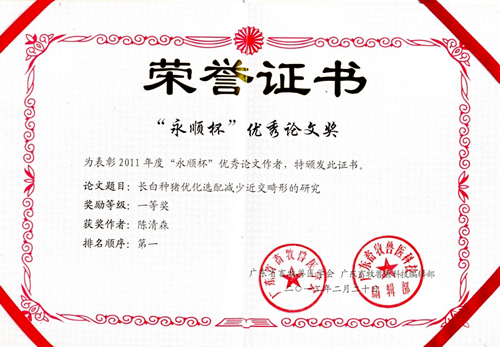 荣誉证书
“永顺杯”优秀论文奖
为表彰2011年度“永顺杯”优秀论文作者，特颁发此证书。
论文题目：长白种猪优化选配减少近交畸形的研究
奖励等级：一等奖
获奖作者：陈清森
排名顺序：第一
广东省畜牧兽医学会 广东畜牧兽医科技编辑部
二〇一二年二月二十日